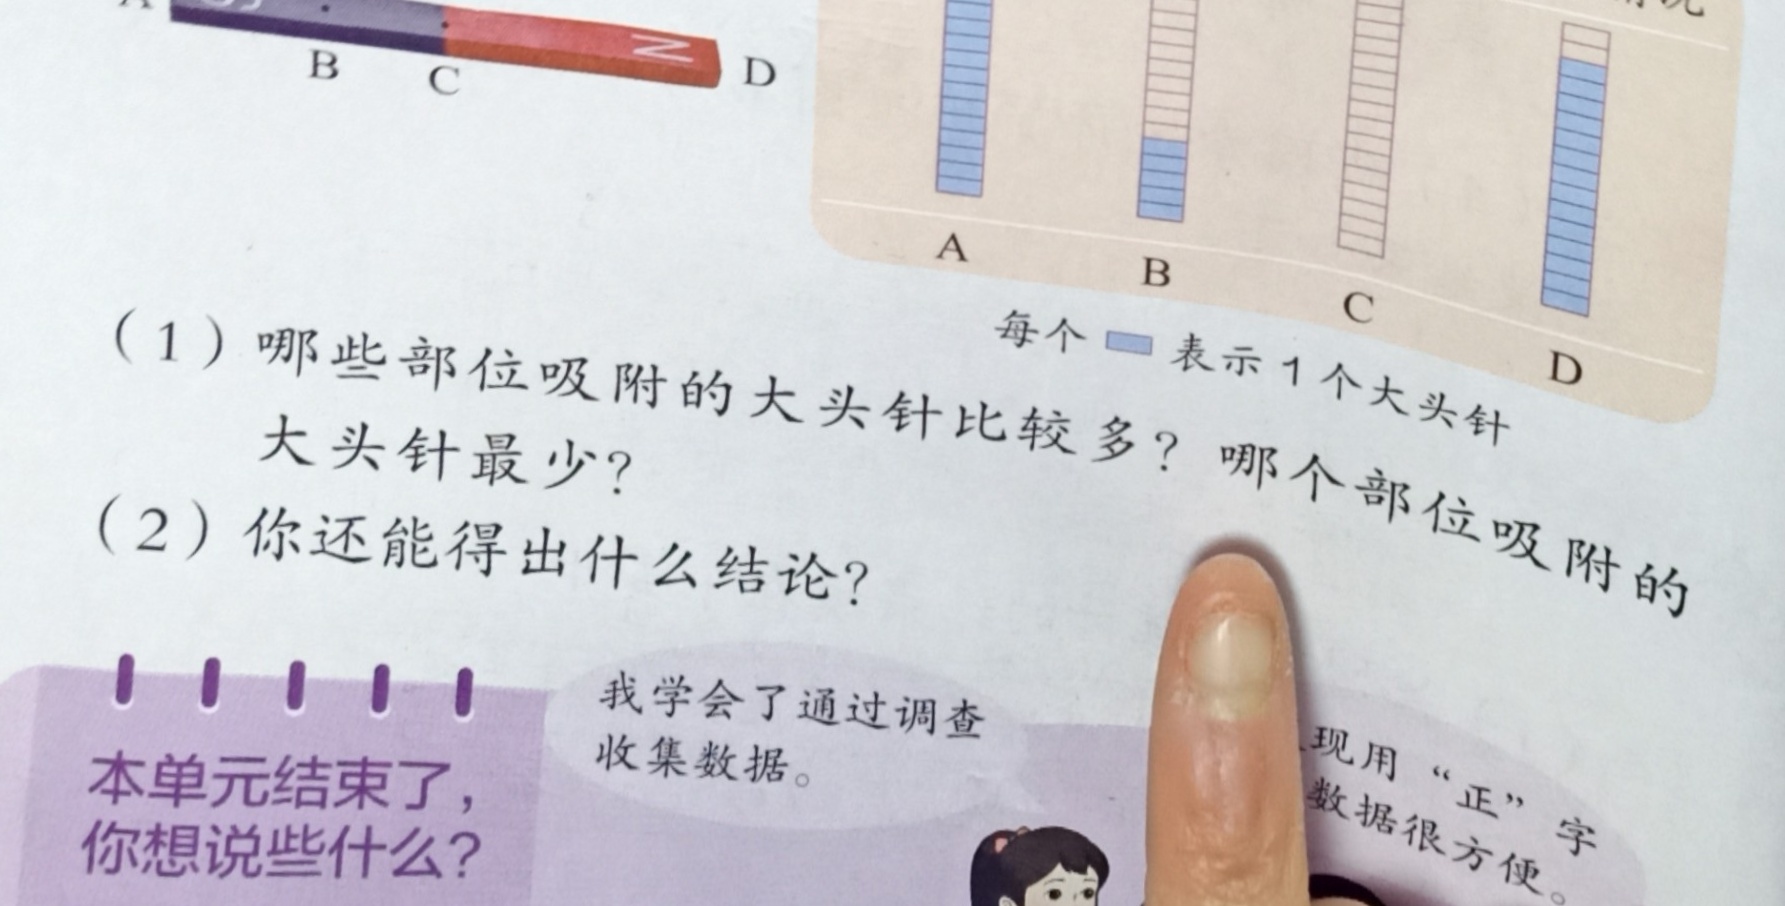 S
N
B
C
D
A
B
C
D
每个 表示1个大头针
（1）哪些部位吸附的大头针比较多？哪个部位吸附的
大头针最少？
（2）你还能得出什么结论？
本单元结束了，
你想说些什么？
我学会了通过调查
收集数据。
现用“正”字
数据很方便。